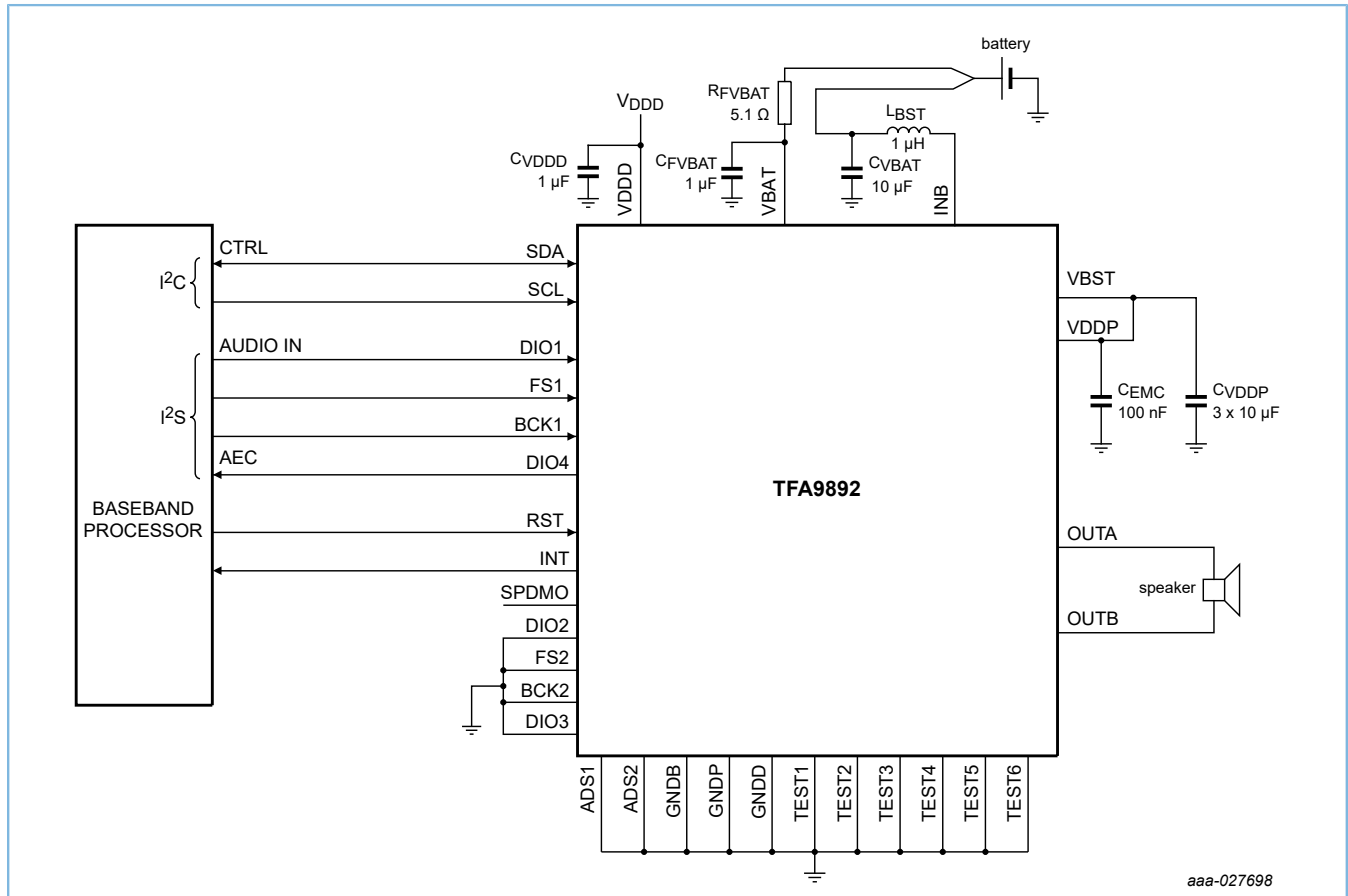 battery
RFVBAT
5.1 Ω
VDDD
LBST
1 µH
CVDDD
1 µF
CFVBAT
1 µF
CVBAT
10 µF
VDDD
VBAT
INB
CTRL
SDA
I2C
SCL
VBST
AUDIO IN
DIO1
VDDP
FS1
I2S
BCK1
CEMC
100 nF
CVDDP
3 x 10 µF
AEC
DIO4
TFA9892
BASEBAND
PROCESSOR
RST
OUTA
INT
SPDMO
speaker
DIO2
OUTB
FS2
BCK2
DIO3
ADS1
ADS2
GNDB
GNDP
GNDD
TEST1
TEST2
TEST3
TEST4
TEST5
TEST6
aaa-027698